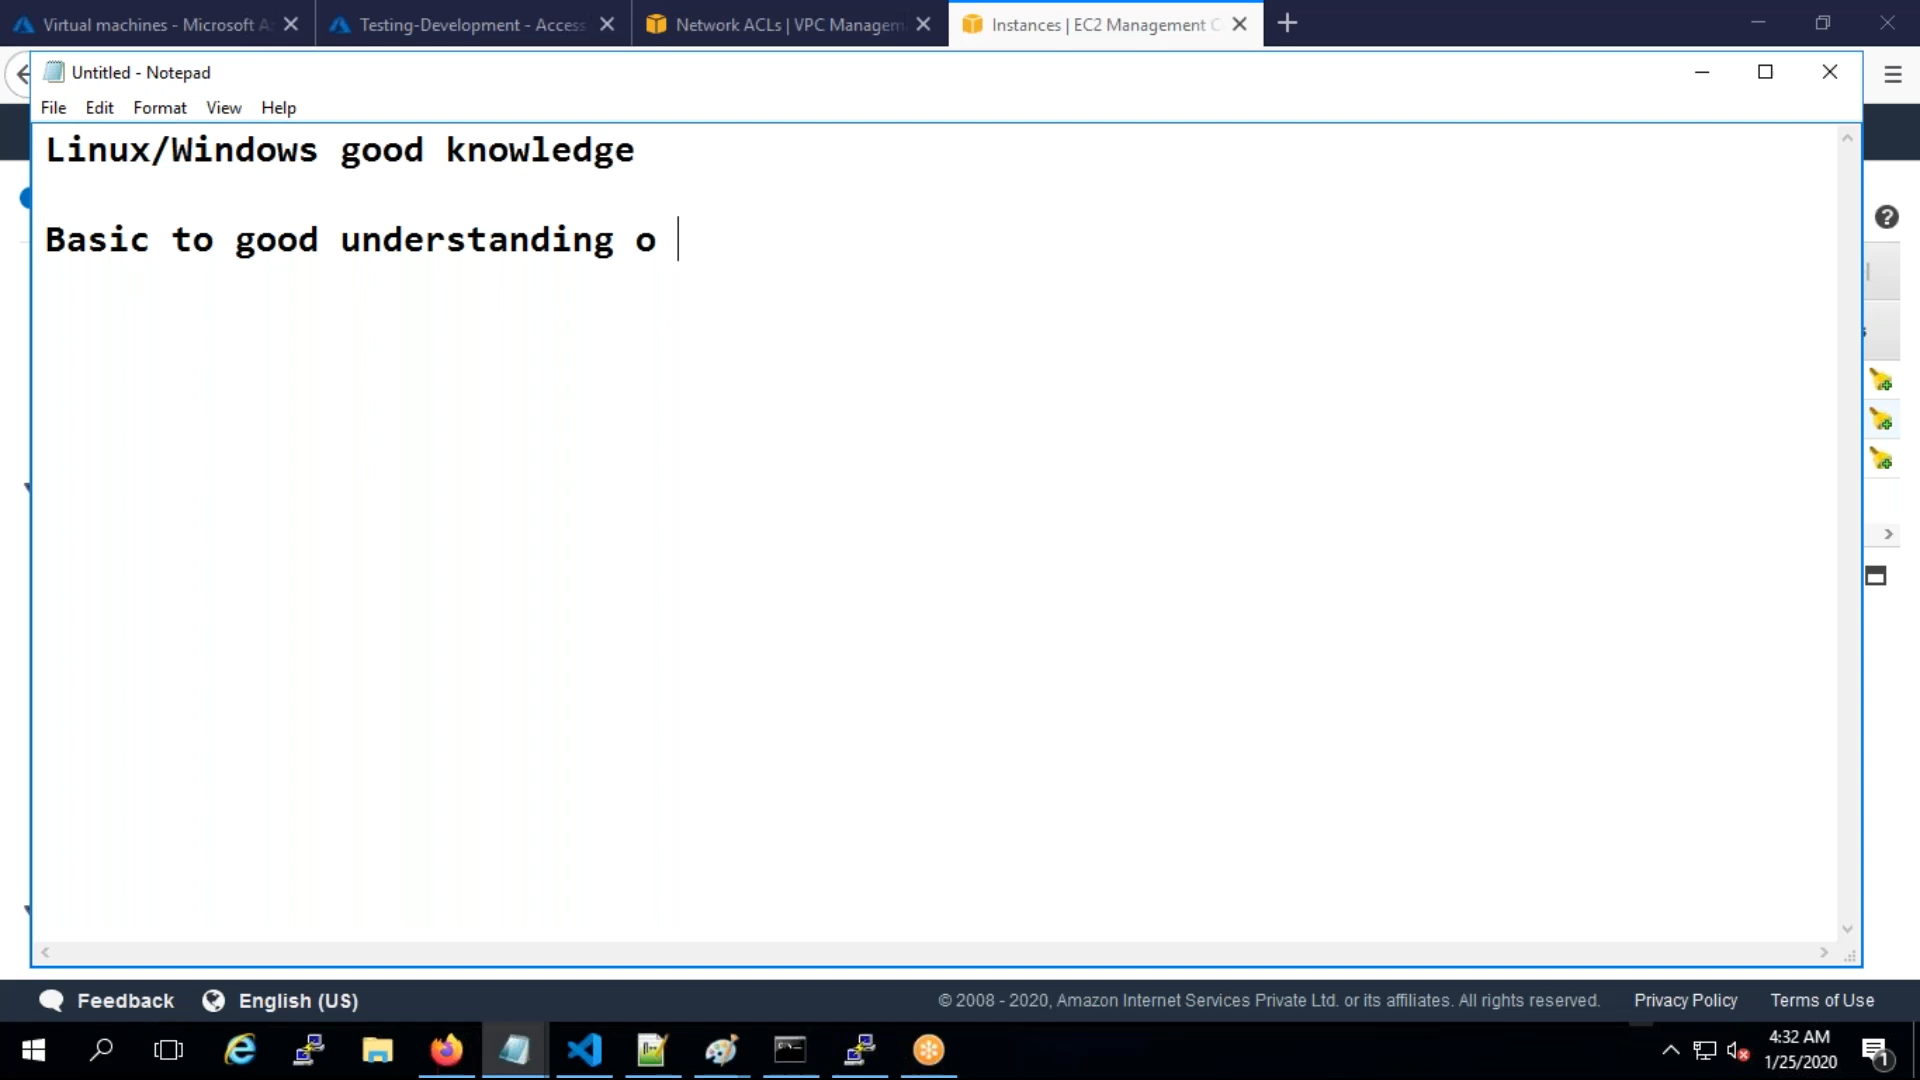 Virtual machines - Microsoft A
Testing-Development - Access
Network ACLs | VPC Managem
Instances | EC2 Management C
Untitled - Notepad
File Edit Format View Help
Linux/Windows good knowledge
Basic to good understanding o
Feedback
English (US)
© 2008 - 2020, Amazon Internet Services Private Ltd. or its affiliates. All rights reserved.
Privacy Policy
Terms of Use
4:32 AM
1/25/2020
1